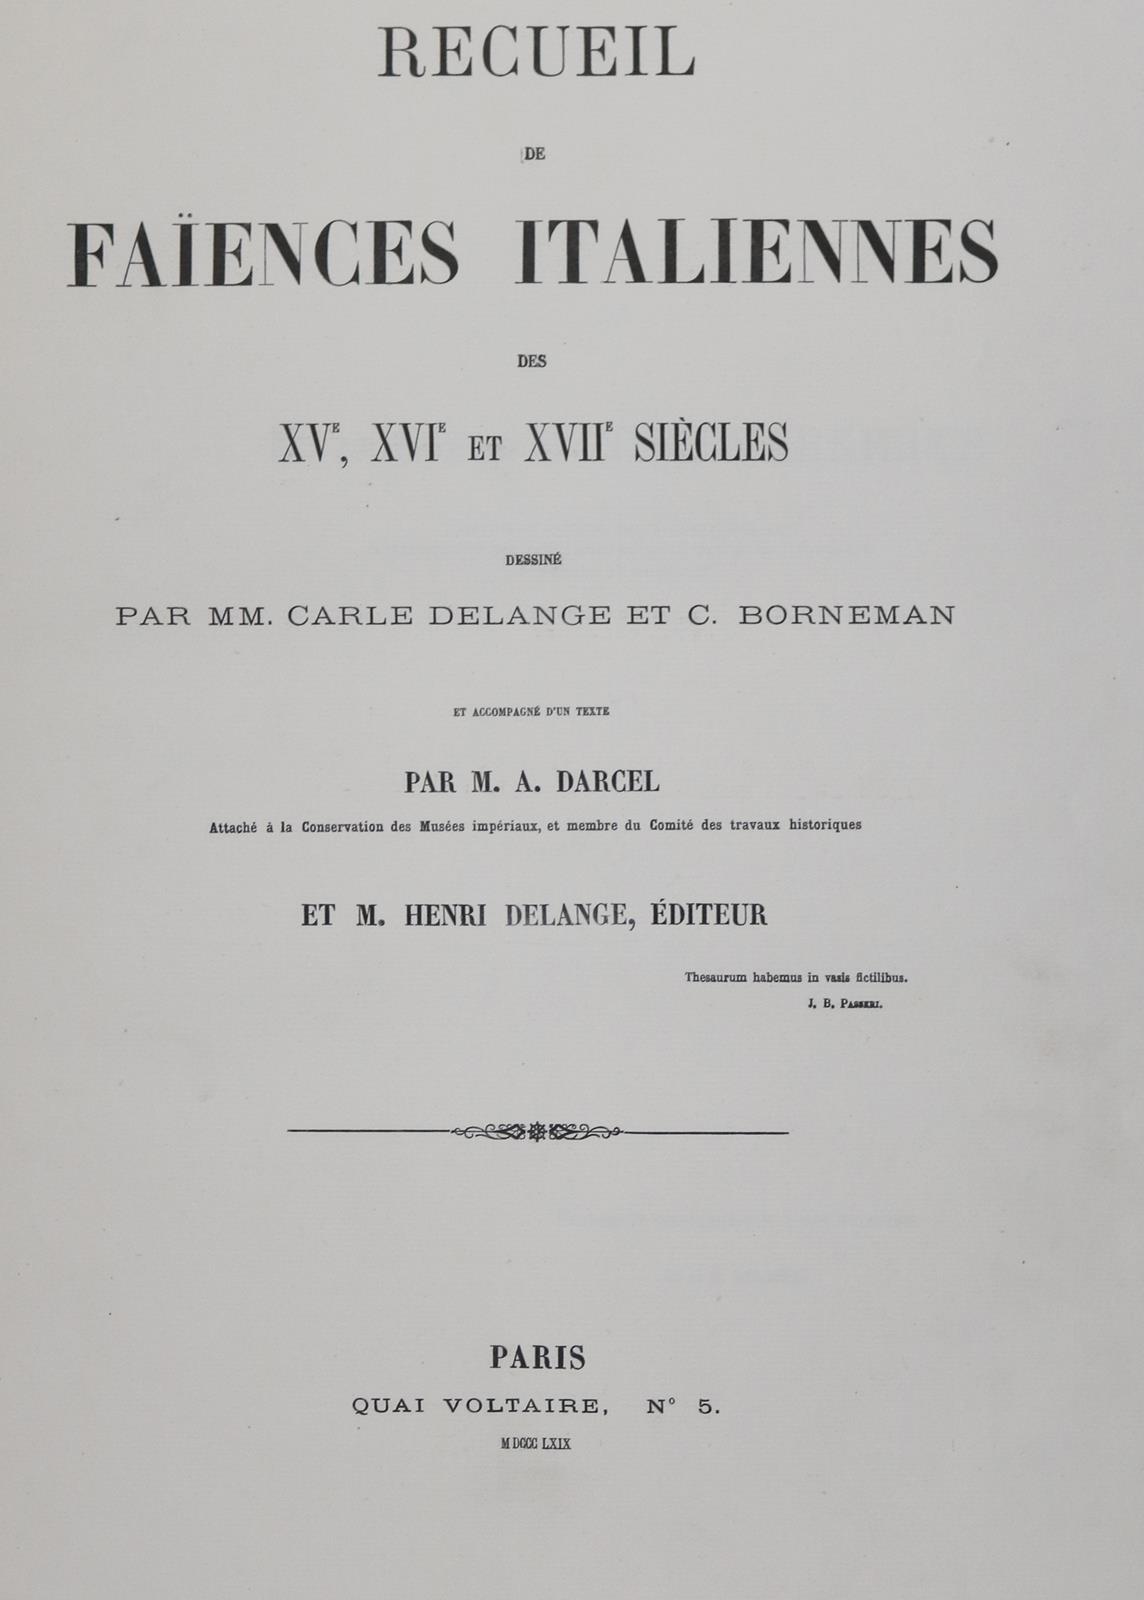 RECUEIL
DE
FAÏENCES ITALIENNES
DES
XVE, XVIE ET XVIIE SIÈCLES
DESSINÉ
PAR MM. CARLE DELANGE ET C. BORNEMAN
ET ACCOMPAGNÉ D'UN TEXTE
PAR M. A. DARCEL
Attaché à la Conservation des Musées impériaux, et membre du Comité des travaux historiques
ET M. HENRI DELANGE, ÉDITEUR
Thesaurum habemus in vasis fictilibus.
J. B. PASSERI.
PARIS
QUAI VOLTAIRE, N° 5.
MDCCC LXIX